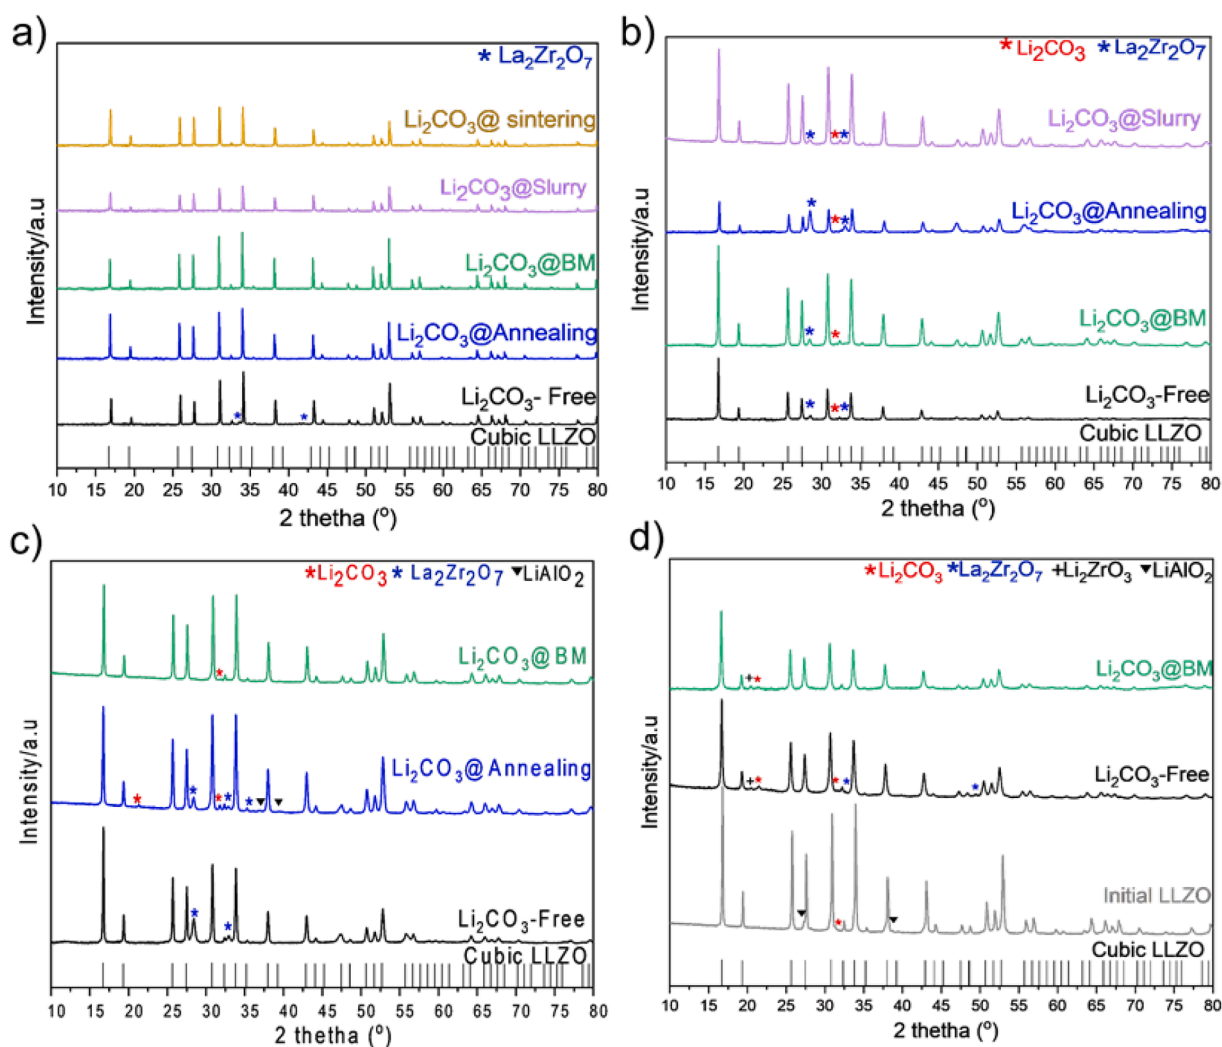 a)
* La₂Zr₂O₇
Li₂CO₃@ sintering
Li₂CO₃@Slurry
Li₂CO₃@BM
Li₂CO₃@Annealing
Li₂CO₃- Free
* *
Cubic LLZO
Intensity/a.u
10 15 20 25 30 35 40 45 50 55 60 65 70 75 80
2 thetha (°)
b)
*Li₂CO₃ *La₂Zr₂O₇
Li₂CO₃@Slurry
* * *
Li₂CO₃@Annealing
* * *
Li₂CO₃@BM
* *
Li₂CO₃-Free
* * *
Cubic LLZO
Intensity/a.u
10 15 20 25 30 35 40 45 50 55 60 65 70 75 80
2 thetha (°)
c)
*Li₂CO₃ * La₂Zr₂O₇ ▼LiAlO₂
Li₂CO₃@BM
*
Li₂CO₃@Annealing
* * * * * ▼ ▼
Li₂CO₃-Free
* *
Cubic LLZO
Intensity/a.u
10 15 20 25 30 35 40 45 50 55 60 65 70 75 80
2 thetha (°)
d)
*Li₂CO₃ *La₂Zr₂O₇ +Li₂ZrO₃ ▼LiAlO₂
Li₂CO₃@BM
+ *
Li₂CO₃-Free
+ * * * *
Initial LLZO
▼ * ▼
Cubic LLZO
Intensity/a.u
10 15 20 25 30 35 40 45 50 55 60 65 70 75 80
2 thetha (°)